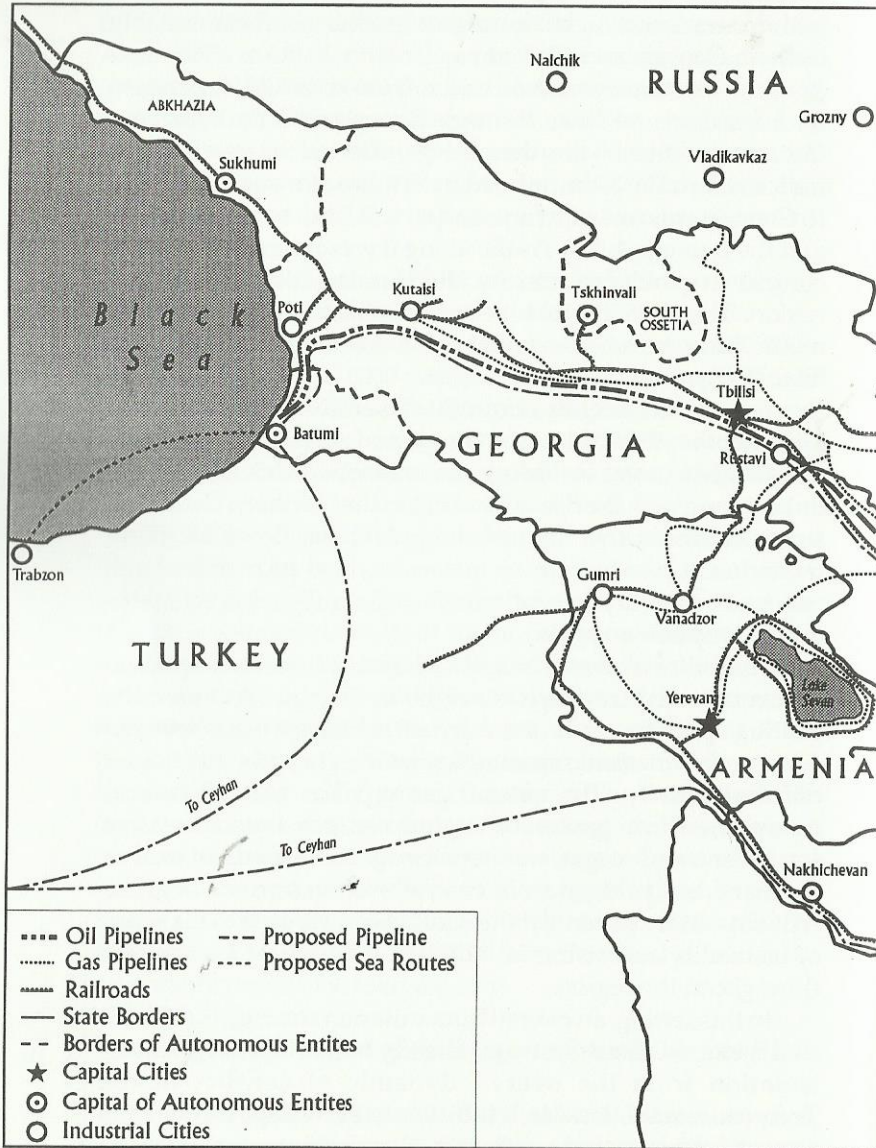 Nalchik
RUSSIA
ABKHAZIA
Grozny
Vladikavkaz
Sukhumi
Tskhinvali
SOUTH
OSSETIA
Kutaisi
Poti
Black
Sea
Tbilisi
Batumi
GEORGIA
Rustavi
Trabzon
Gumri
Vanadzor
TURKEY
Lake
Sevan
Yerevan
ARMENIA
To Ceyhan
To Ceyhan
Nakhichevan
Oil Pipelines
Proposed Pipeline
Gas Pipelines
Proposed Sea Routes
Railroads
State Borders
Borders of Autonomous Entites
Capital Cities
Capital of Autonomous Entites
Industrial Cities